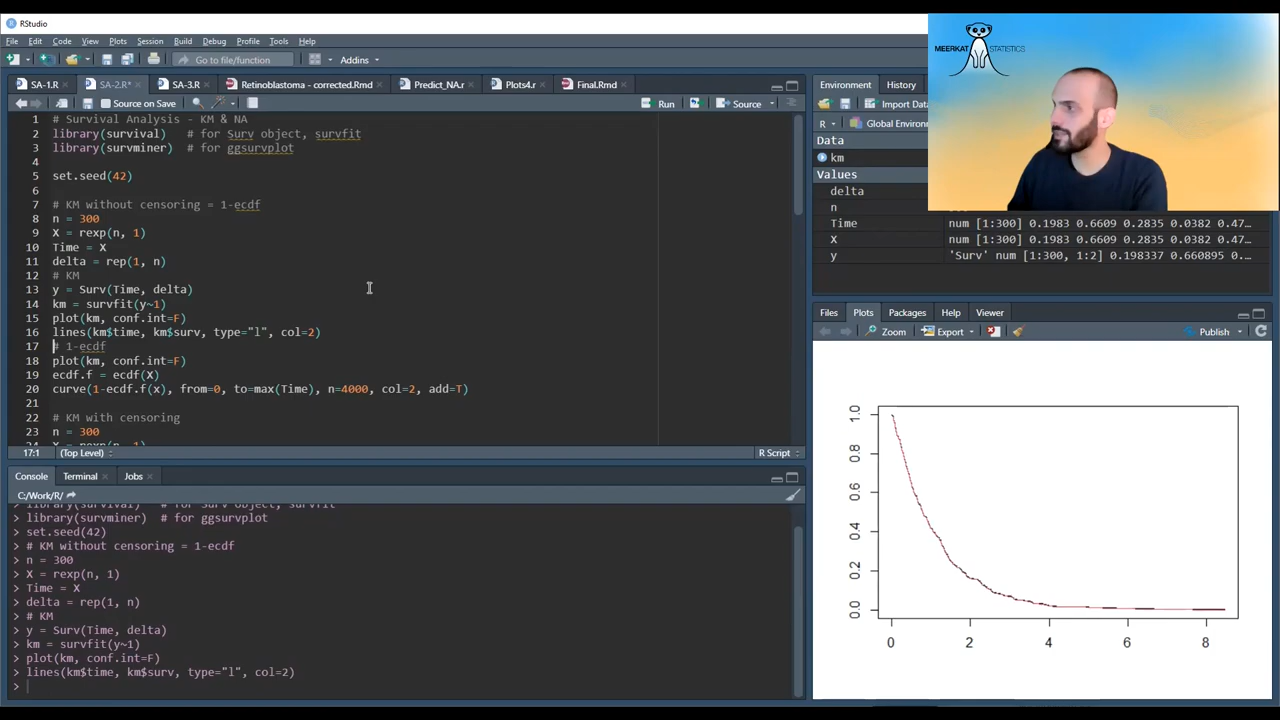 RStudio
File Edit Code View Plots Session Build Debug Profile Tools Help
Go to file/function Addins
MEERKAT STATISTICS
SA-1.R SA-2.R* SA-3.R Retinoblastoma - corrected.Rmd Predict_NA.r Plots4.r Final.Rmd
Source on Save Run Source
1 # Survival Analysis - KM & NA
2 library(survival) # for Surv object, survfit
3 library(survminer) # for ggsurvplot
4
5 set.seed(42)
6
7 # KM without censoring = 1-ecdf
8 n = 300
9 X = rexp(n, 1)
10 Time = X
11 delta = rep(1, n)
12 # KM
13 y = Surv(Time, delta)
14 km = survfit(y~1)
15 plot(km, conf.int=F)
16 lines(km$time, km$surv, type="l", col=2)
17 # 1-ecdf
18 plot(km, conf.int=F)
19 ecdf.f = ecdf(X)
20 curve(1-ecdf.f(x), from=0, to=max(Time), n=4000, col=2, add=T)
21
22 # KM with censoring
23 n = 300
24 X = rexp(n, 1)
17:1 (Top Level) R Script
Console Terminal Jobs
C:/Work/R/
> library(survival) # for Surv object, survfit
> library(survminer) # for ggsurvplot
> set.seed(42)
> # KM without censoring = 1-ecdf
> n = 300
> X = rexp(n, 1)
> Time = X
> delta = rep(1, n)
> # KM
> y = Surv(Time, delta)
> km = survfit(y~1)
> plot(km, conf.int=F)
> lines(km$time, km$surv, type="l", col=2)
>
Environment History
Import Dat
R Global Enviro
Data
km
Values
delta
n
Time num [1:300] 0.1983 0.6609 0.2835 0.0382 0.47…
X num [1:300] 0.1983 0.6609 0.2835 0.0382 0.47…
y 'Surv' num [1:300, 1:2] 0.198337 0.660895 0.…
Files Plots Packages Help Viewer
Zoom Export Publish
1.0
0.8
0.6
0.4
0.2
0.0
0 2 4 6 8